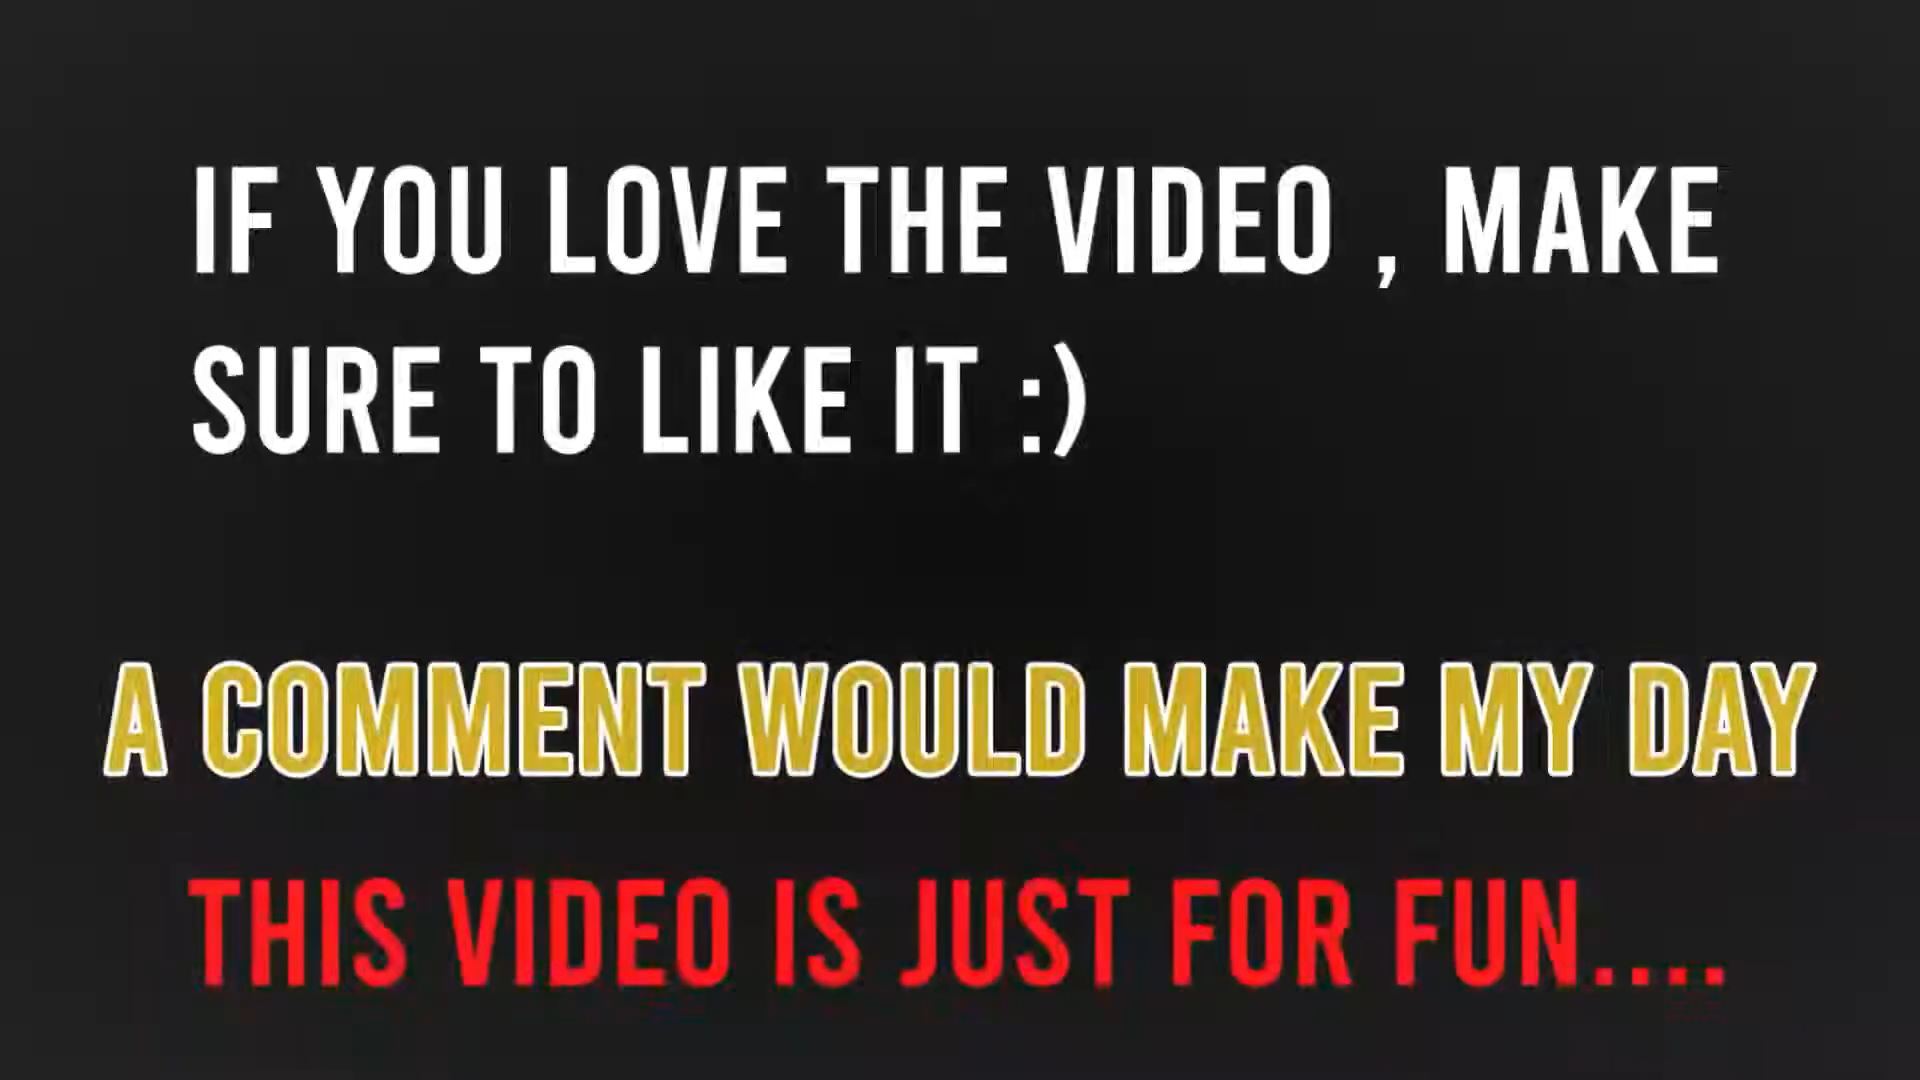 IF YOU LOVE THE VIDEO , MAKE
SURE TO LIKE IT :)
A COMMENT WOULD MAKE MY DAY
THIS VIDEO IS JUST FOR FUN....